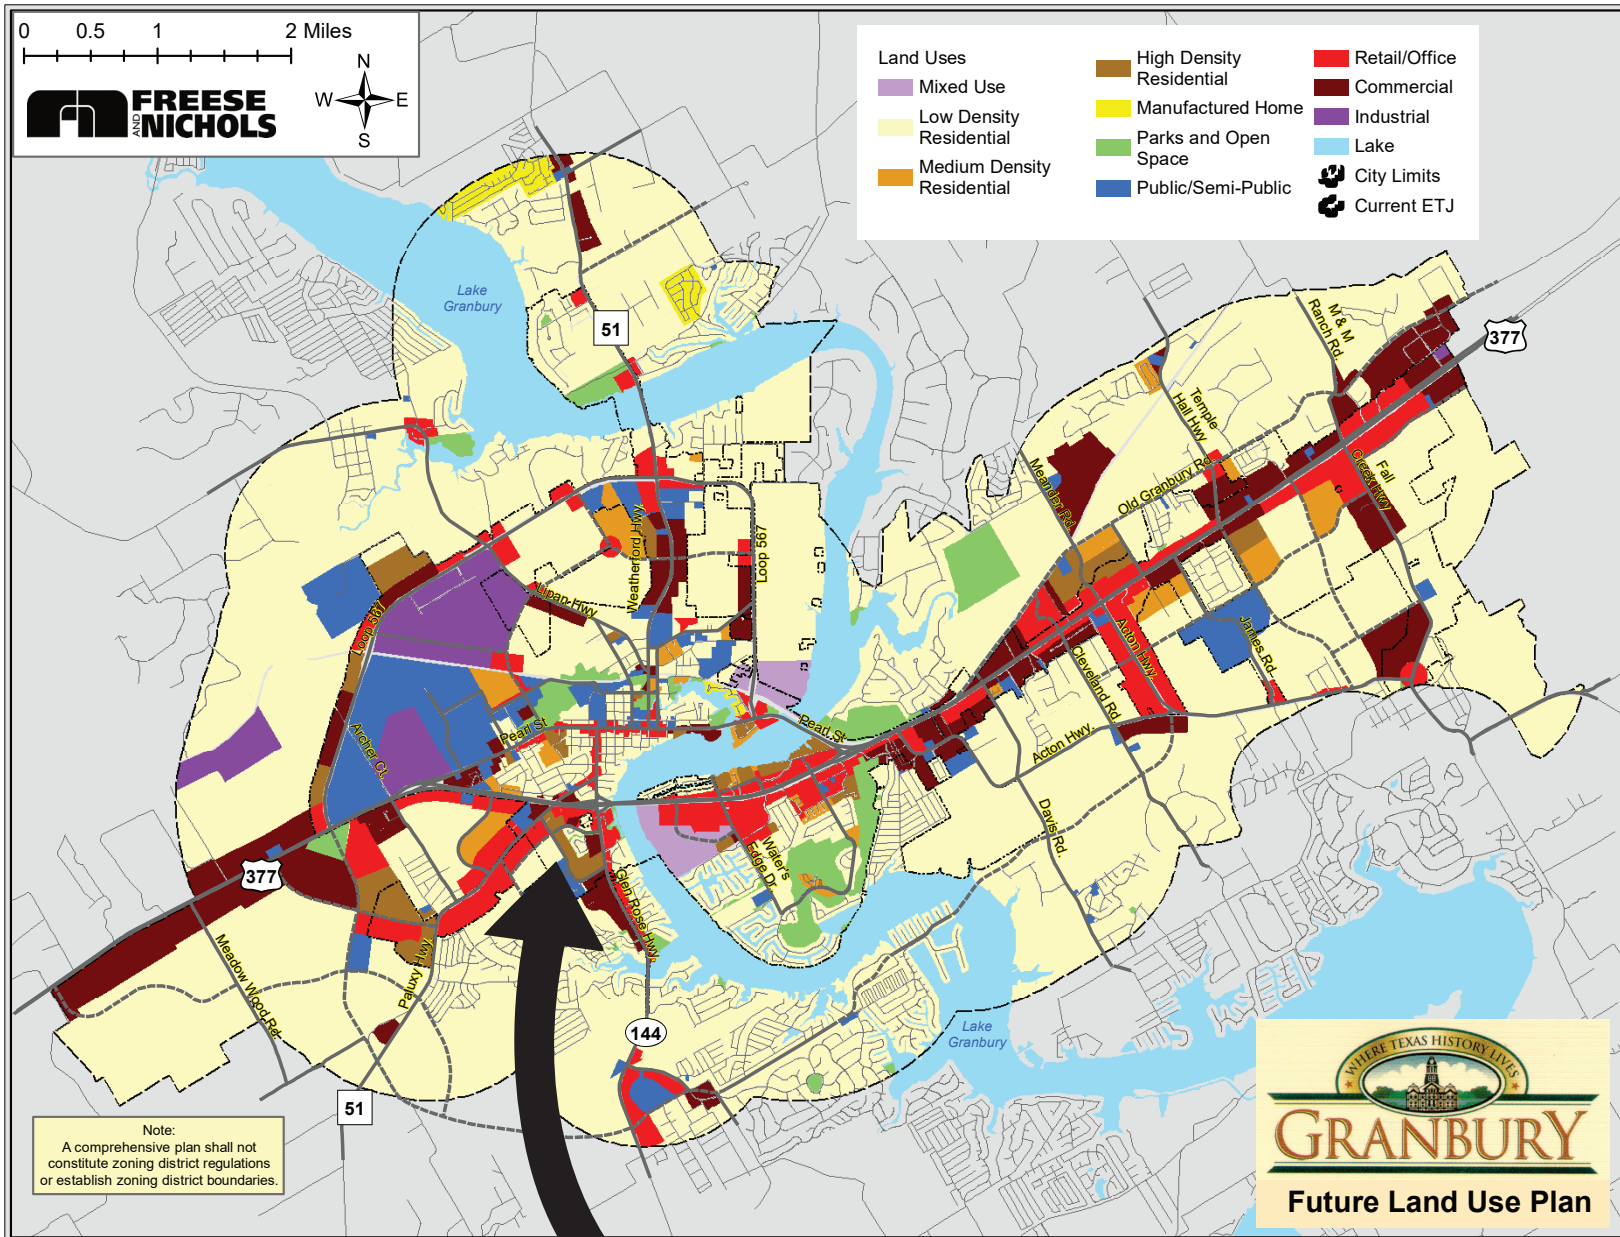 0 0.5 1 2 Miles
N
W E
S
FREESE
AND
NICHOLS
Land Uses
Mixed Use
Low Density
Residential
Medium Density
Residential
High Density
Residential
Manufactured Home
Parks and Open
Space
Public/Semi-Public
Retail/Office
Commercial
Industrial
Lake
City Limits
Current ETJ
Lake
Granbury
51
M & M
Ranch Rd.
377
Temple
Hall Hwy
Meander Rd.
Old Granbury Rd.
Fall
Creek Hwy
Weatherford Hwy
Loop 567
Lipan Hwy
Loop 567
Acton Hwy.
James Rd.
Cleveland Rd.
Archer Ct.
Pearl St
Pearl St
Acton Hwy.
Davis Rd.
Water's
Edge Dr
377
Glen Rose Hwy.
Meadow Wood Rd.
Paluxy Hwy
144
Lake
Granbury
51
Note:
A comprehensive plan shall not
constitute zoning district regulations
or establish zoning district boundaries.
WHERE TEXAS HISTORY LIVES
GRANBURY
Future Land Use Plan